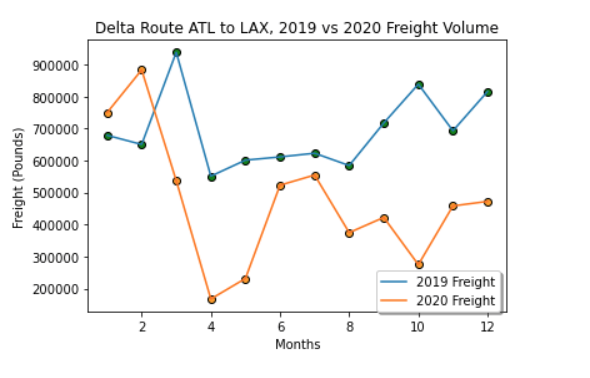 Delta Route ATL to LAX, 2019 vs 2020 Freight Volume
900000
800000
700000
600000
500000
400000
300000
200000
Freight (Pounds)
2019 Freight
2020 Freight
2 4 6 8 10 12
Months